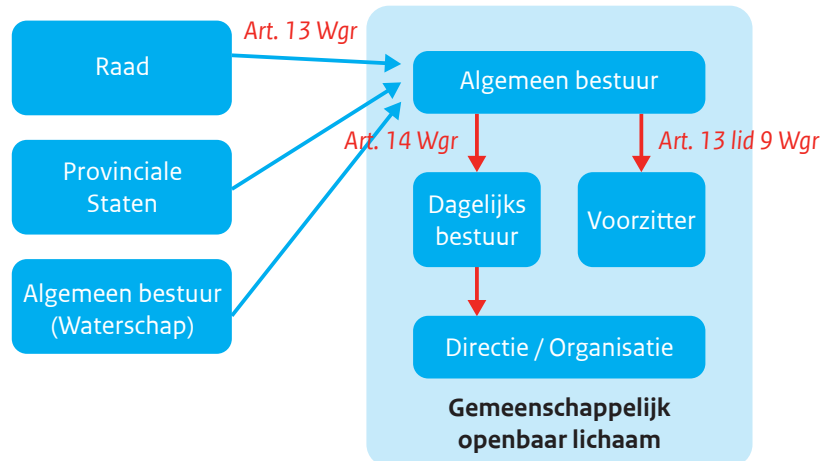 Art. 13 Wgr
Raad
Algemeen bestuur
Art. 14 Wgr
Art. 13 lid 9 Wgr
Provinciale
Staten
Dagelijks
bestuur
Voorzitter
Algemeen bestuur
(Waterschap)
Directie / Organisatie
Gemeenschappelijk
openbaar lichaam